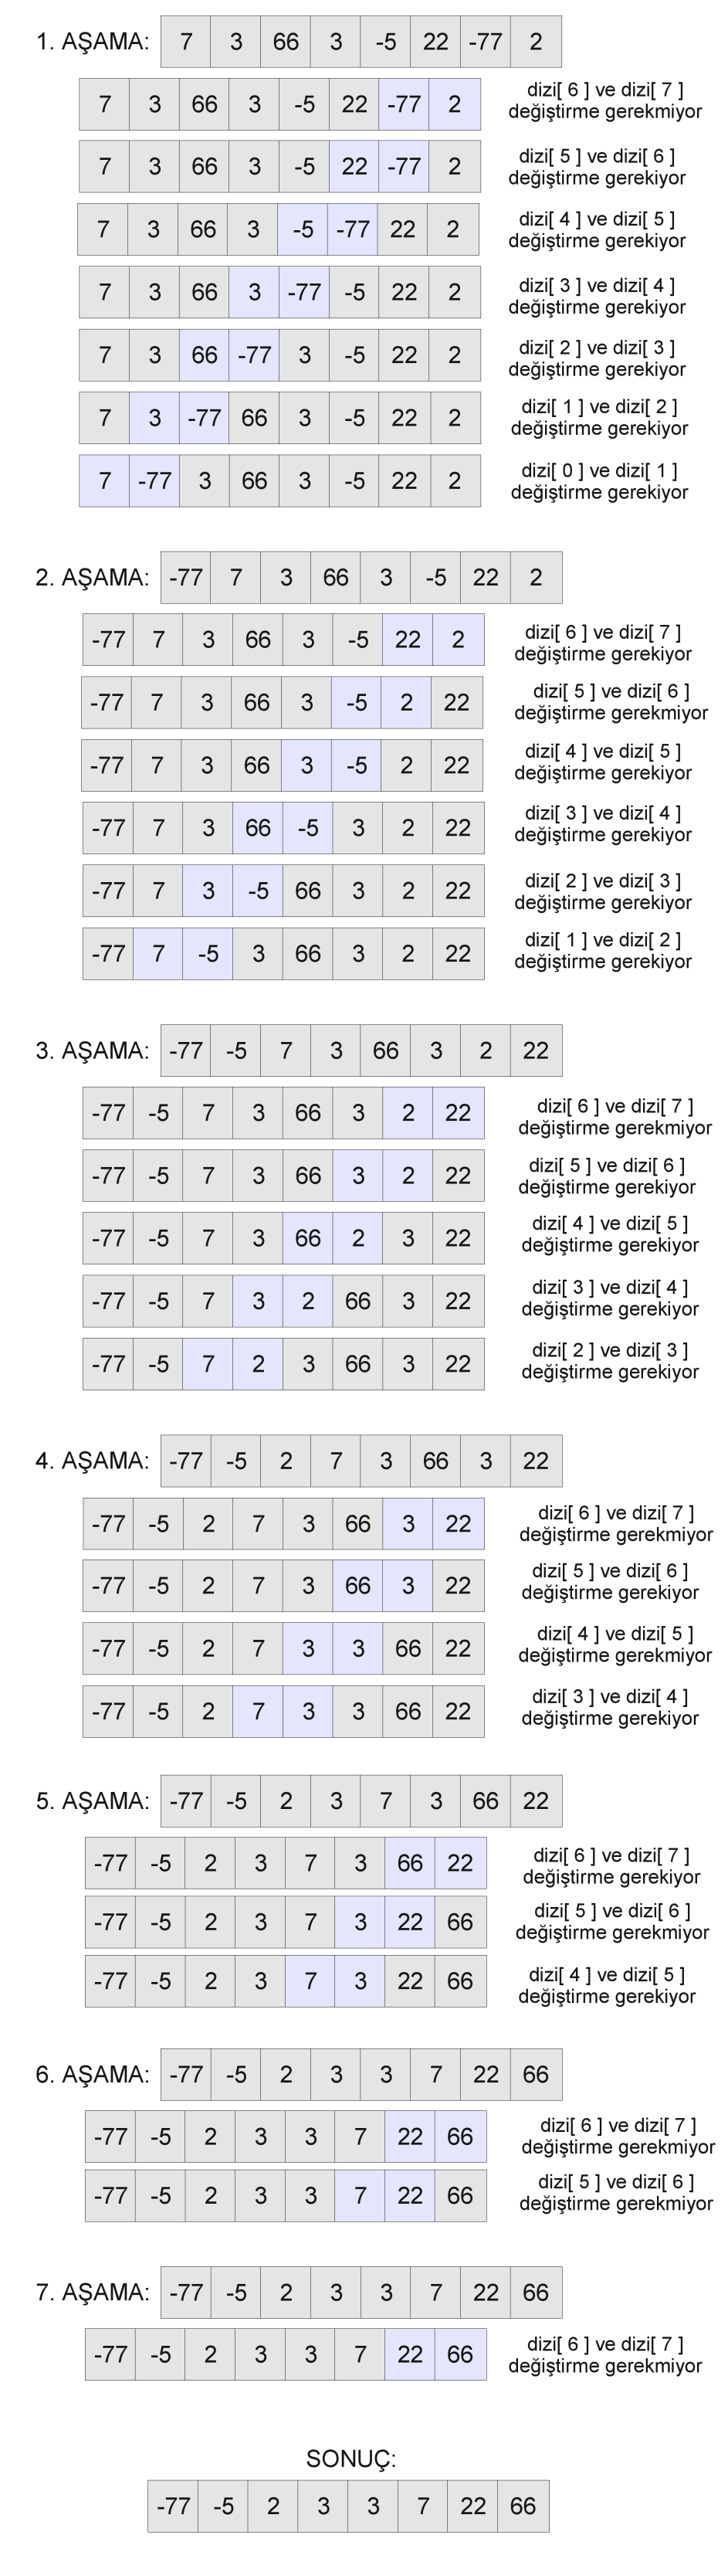 1. AŞAMA: 7 3 66 3 -5 22 -77 2
7 3 66 3 -5 22 -77 2 dizi[ 6 ] ve dizi[ 7 ]
değiştirme gerekmiyor
7 3 66 3 -5 22 -77 2 dizi[ 5 ] ve dizi[ 6 ]
değiştirme gerekiyor
7 3 66 3 -5 -77 22 2 dizi[ 4 ] ve dizi[ 5 ]
değiştirme gerekiyor
7 3 66 3 -77 -5 22 2 dizi[ 3 ] ve dizi[ 4 ]
değiştirme gerekiyor
7 3 66 -77 3 -5 22 2 dizi[ 2 ] ve dizi[ 3 ]
değiştirme gerekiyor
7 3 -77 66 3 -5 22 2 dizi[ 1 ] ve dizi[ 2 ]
değiştirme gerekiyor
7 -77 3 66 3 -5 22 2 dizi[ 0 ] ve dizi[ 1 ]
değiştirme gerekiyor
2. AŞAMA: -77 7 3 66 3 -5 22 2
-77 7 3 66 3 -5 22 2 dizi[ 6 ] ve dizi[ 7 ]
değiştirme gerekiyor
-77 7 3 66 3 -5 2 22 dizi[ 5 ] ve dizi[ 6 ]
değiştirme gerekmiyor
-77 7 3 66 3 -5 2 22 dizi[ 4 ] ve dizi[ 5 ]
değiştirme gerekiyor
-77 7 3 66 -5 3 2 22 dizi[ 3 ] ve dizi[ 4 ]
değiştirme gerekiyor
-77 7 3 -5 66 3 2 22 dizi[ 2 ] ve dizi[ 3 ]
değiştirme gerekiyor
-77 7 -5 3 66 3 2 22 dizi[ 1 ] ve dizi[ 2 ]
değiştirme gerekiyor
3. AŞAMA: -77 -5 7 3 66 3 2 22
-77 -5 7 3 66 3 2 22 dizi[ 6 ] ve dizi[ 7 ]
değiştirme gerekmiyor
-77 -5 7 3 66 3 2 22 dizi[ 5 ] ve dizi[ 6 ]
değiştirme gerekiyor
-77 -5 7 3 66 2 3 22 dizi[ 4 ] ve dizi[ 5 ]
değiştirme gerekiyor
-77 -5 7 3 2 66 3 22 dizi[ 3 ] ve dizi[ 4 ]
değiştirme gerekiyor
-77 -5 7 2 3 66 3 22 dizi[ 2 ] ve dizi[ 3 ]
değiştirme gerekiyor
4. AŞAMA: -77 -5 2 7 3 66 3 22
-77 -5 2 7 3 66 3 22 dizi[ 6 ] ve dizi[ 7 ]
değiştirme gerekmiyor
-77 -5 2 7 3 66 3 22 dizi[ 5 ] ve dizi[ 6 ]
değiştirme gerekiyor
-77 -5 2 7 3 3 66 22 dizi[ 4 ] ve dizi[ 5 ]
değiştirme gerekmiyor
-77 -5 2 7 3 3 66 22 dizi[ 3 ] ve dizi[ 4 ]
değiştirme gerekiyor
5. AŞAMA: -77 -5 2 3 7 3 66 22
-77 -5 2 3 7 3 66 22 dizi[ 6 ] ve dizi[ 7 ]
değiştirme gerekiyor
-77 -5 2 3 7 3 22 66 dizi[ 5 ] ve dizi[ 6 ]
değiştirme gerekmiyor
-77 -5 2 3 7 3 22 66 dizi[ 4 ] ve dizi[ 5 ]
değiştirme gerekiyor
6. AŞAMA: -77 -5 2 3 3 7 22 66
-77 -5 2 3 3 7 22 66 dizi[ 6 ] ve dizi[ 7 ]
değiştirme gerekmiyor
-77 -5 2 3 3 7 22 66 dizi[ 5 ] ve dizi[ 6 ]
değiştirme gerekmiyor
7. AŞAMA: -77 -5 2 3 3 7 22 66
-77 -5 2 3 3 7 22 66 dizi[ 6 ] ve dizi[ 7 ]
değiştirme gerekmiyor
SONUÇ:
-77 -5 2 3 3 7 22 66